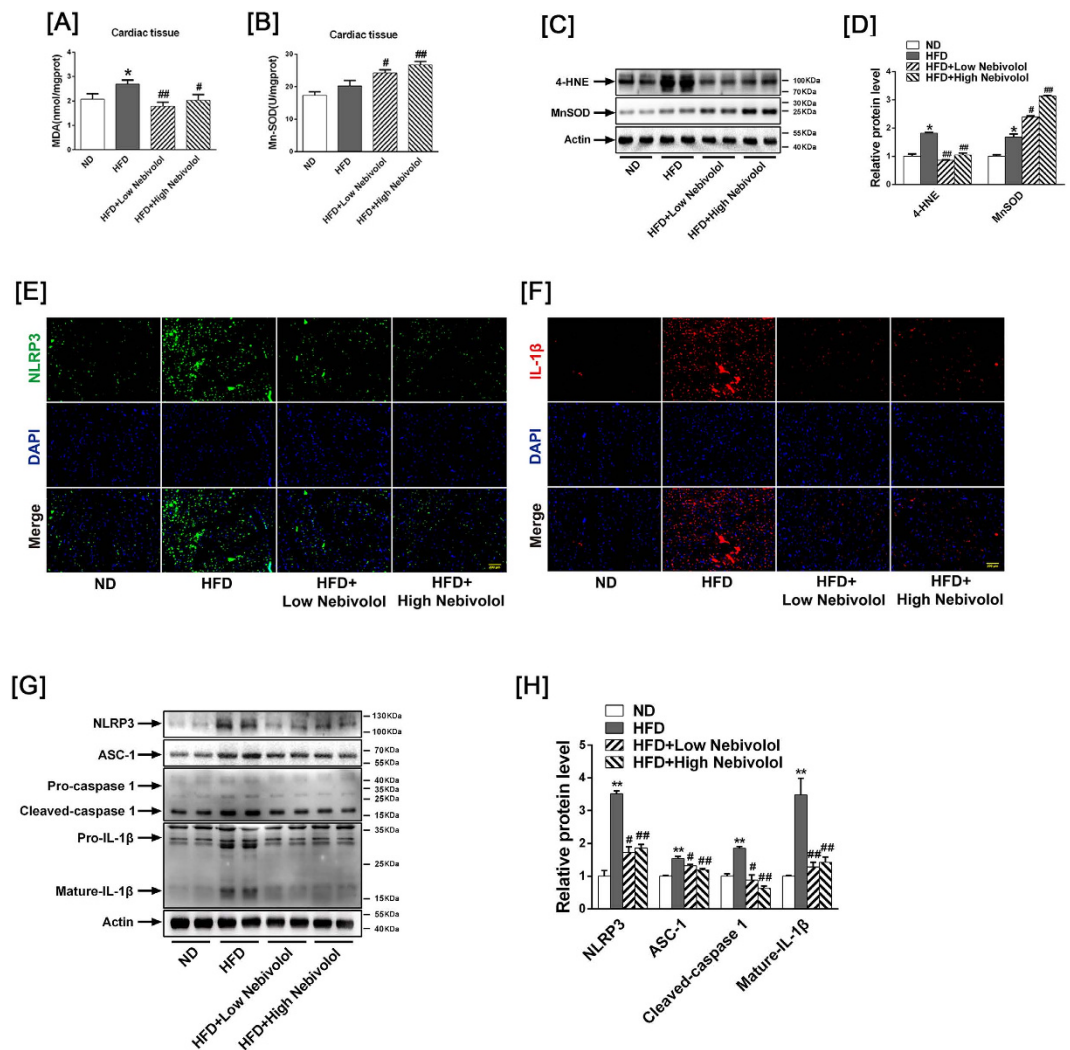 [A]
Cardiac tissue
MDA(nmol/mgprot)
4
3
2
1
0
*
##
#
ND
HFD
HFD+Low Nebivolol
HFD+High Nebivolol
[B]
Cardiac tissue
Mn-SOD(U/mgprot)
30
20
10
0
#
##
ND
HFD
HFD+Low Nebivolol
HFD+High Nebivolol
[C]
4-HNE
MnSOD
Actin
100KDa
70KDa
30KDa
25KDa
55KDa
40KDa
ND
HFD
HFD+Low Nebivolol
HFD+High Nebivolol
[D]
ND
HFD
HFD+Low Nebivolol
HFD+High Nebivolol
Relative protein level
4
3
2
1
0
*
##
##
*
#
##
4-HNE
MnSOD
[E]
NLRP3
DAPI
Merge
ND
HFD
HFD+
Low Nebivolol
HFD+
High Nebivolol
[F]
IL-1β
DAPI
Merge
ND
HFD
HFD+
Low Nebivolol
HFD+
High Nebivolol
[G]
NLRP3
ASC-1
Pro-caspase 1
Cleaved-caspase 1
Pro-IL-1β
Mature-IL-1β
Actin
130KDa
100KDa
70KDa
55KDa
40KDa
35KDa
25KDa
15KDa
35KDa
25KDa
15KDa
55KDa
40KDa
ND
HFD
HFD+Low Nebivolol
HFD+High Nebivolol
[H]
ND
HFD
HFD+Low Nebivolol
HFD+High Nebivolol
Relative protein level
5
4
3
2
1
0
**
#
##
**
#
##
**
#
##
**
##
##
NLRP3
ASC-1
Cleaved-caspase 1
Mature-IL-1β